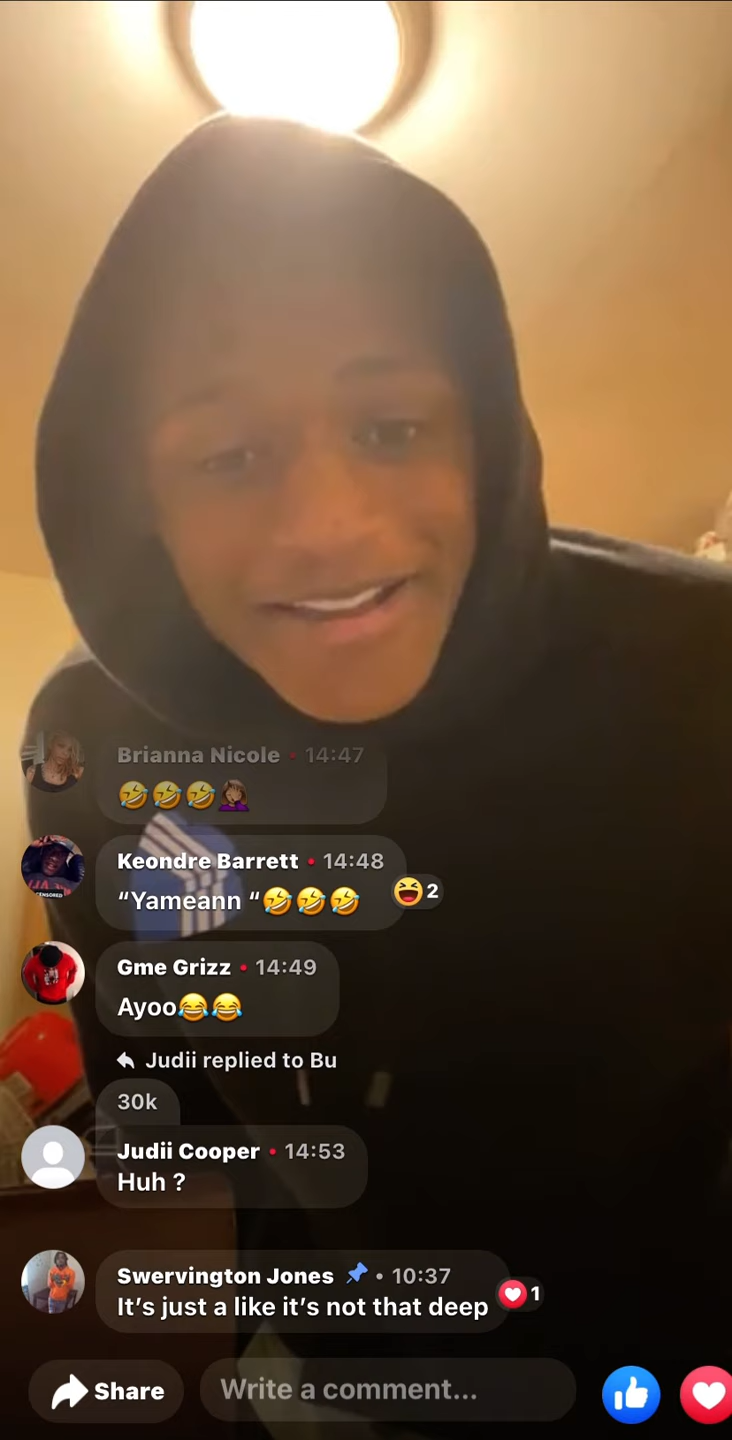 Brianna Nicole • 14:47
🤣🤣🤣🤦🏾‍♀️
Keondre Barrett • 14:48
“Yameann “🤣🤣🤣
😆 2
CENSORED
Gme Grizz • 14:49
Ayoo😂😂
Judii replied to Bu
30k
Judii Cooper • 14:53
Huh ?
Swervington Jones 📌 • 10:37
It’s just a like it’s not that deep
❤️ 1
Share
Write a comment...